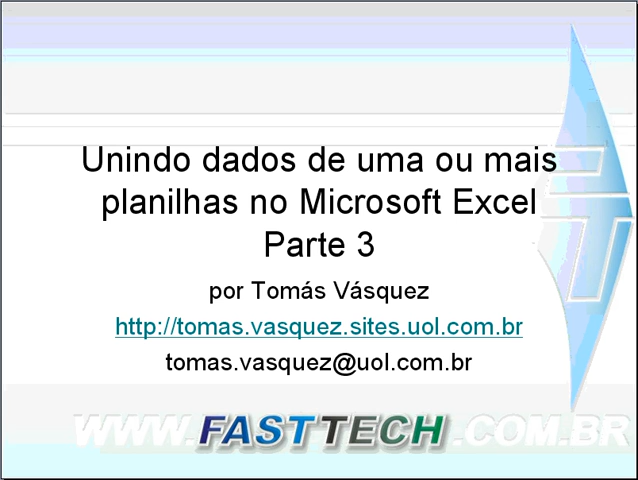 Unindo dados de uma ou mais
planilhas no Microsoft Excel
Parte 3
por Tomás Vásquez
http://tomas.vasquez.sites.uol.com.br
tomas.vasquez@uol.com.br
WWW.FASTTECH.COM.BR